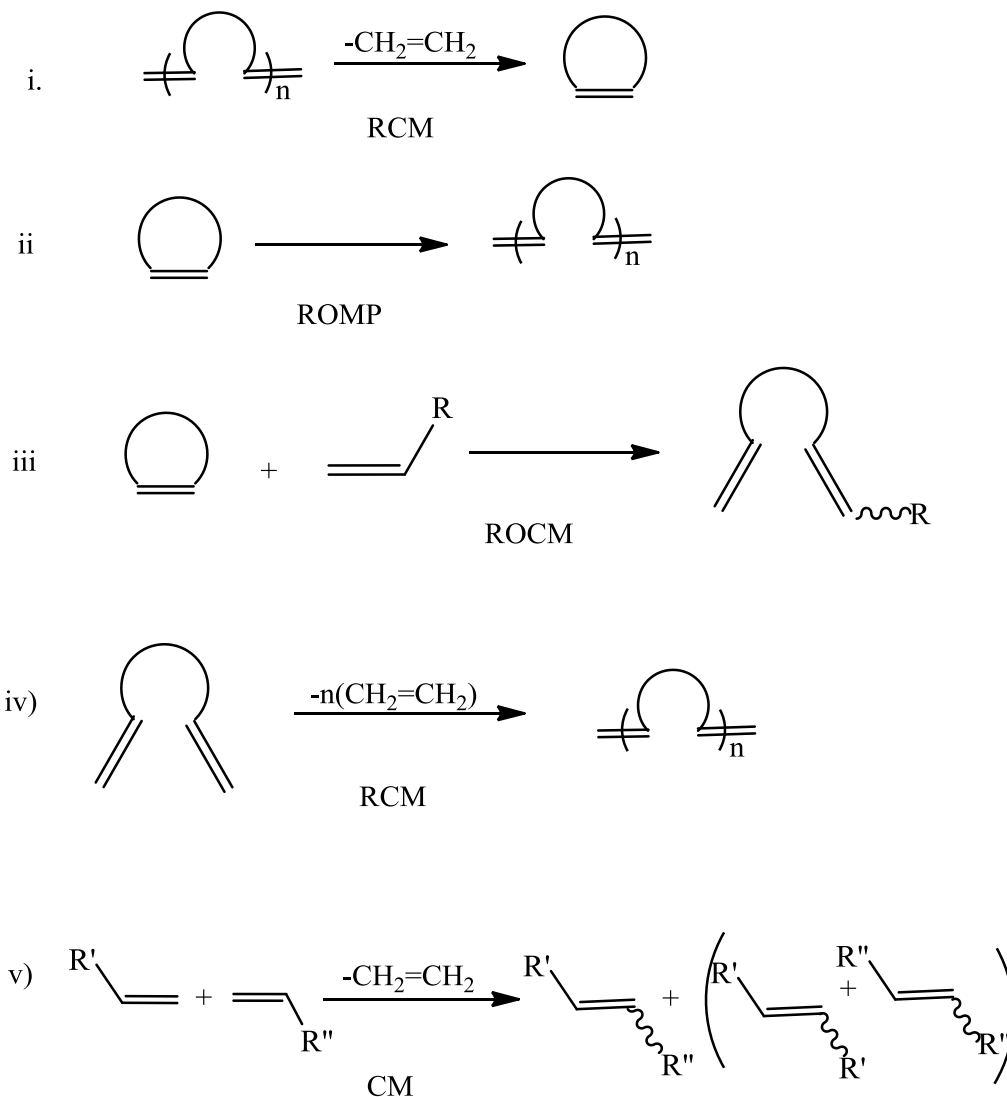 i.
n
-CH₂=CH₂
RCM
ii
ROMP
n
iii
+
R
ROCM
R
iv)
-n(CH₂=CH₂)
RCM
n
v)
R' + R''
-CH₂=CH₂
CM
R' R'' + R' R' + R'' R''